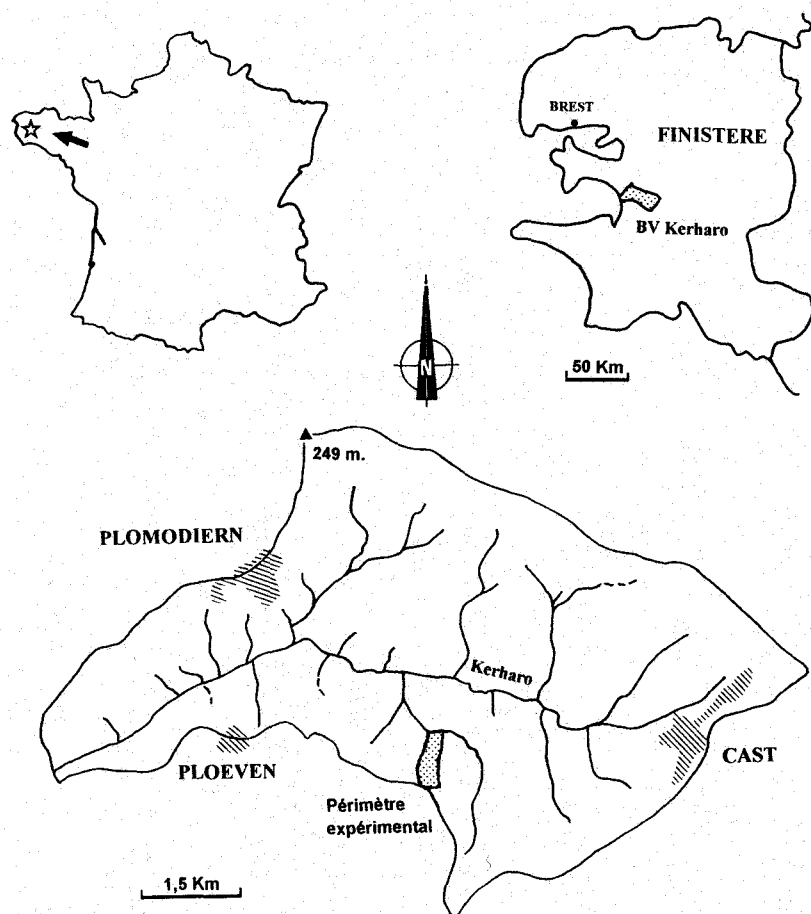 BREST
FINISTERE
BV Kerharo
50 Km
N
249 m.
PLOMODIERN
Kerharo
PLOEVEN
CAST
Périmètre
expérimental
1,5 Km